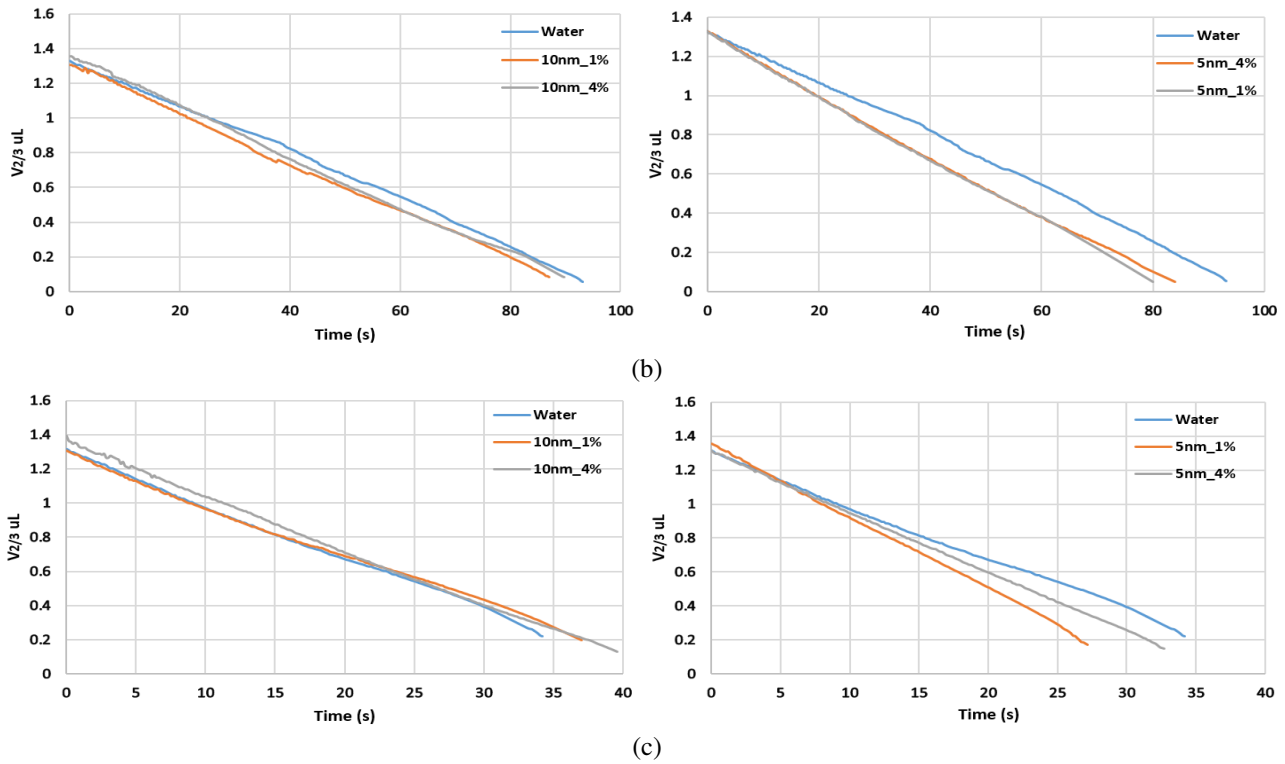 1.6
1.4
1.2
1
0.8
0.6
0.4
0.2
0
V2/3 uL
0 20 40 60 80 100
Time (s)
Water
10nm_1%
10nm_4%
1.4
1.2
1
0.8
0.6
0.4
0.2
0
V2/3 uL
0 20 40 60 80 100
Time (s)
Water
5nm_4%
5nm_1%
(b)
1.6
1.4
1.2
1
0.8
0.6
0.4
0.2
0
V2/3 uL
0 5 10 15 20 25 30 35 40
Time (s)
Water
10nm_1%
10nm_4%
1.6
1.4
1.2
1
0.8
0.6
0.4
0.2
0
V2/3 uL
0 5 10 15 20 25 30 35 40
Time (s)
Water
5nm_1%
5nm_4%
(c)